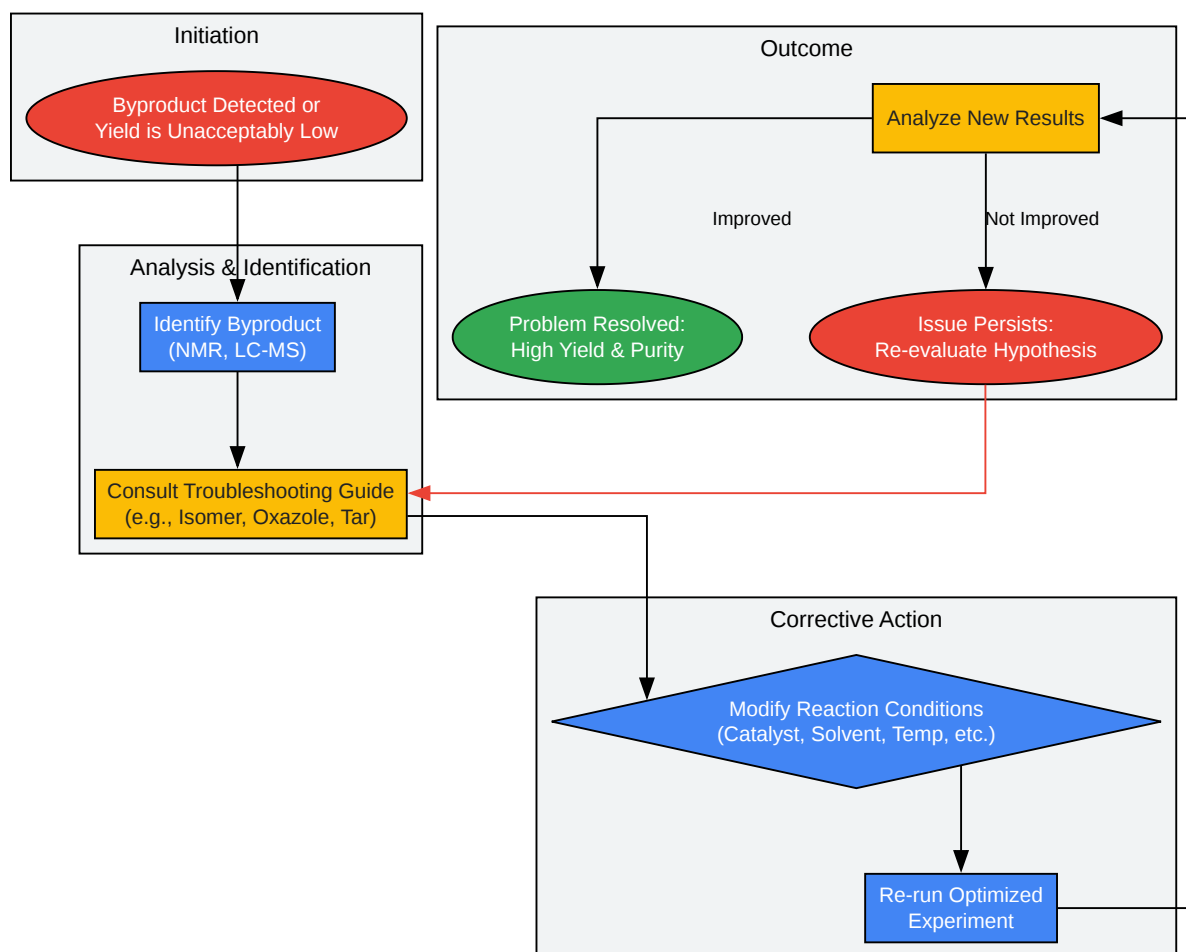 Initiation
Byproduct Detected or
Yield is Unacceptably Low
Outcome
Analyze New Results
Improved
Not Improved
Problem Resolved:
High Yield & Purity
Issue Persists:
Re-evaluate Hypothesis
Analysis & Identification
Identify Byproduct
(NMR, LC-MS)
Consult Troubleshooting Guide
(e.g., Isomer, Oxazole, Tar)
Corrective Action
Modify Reaction Conditions
(Catalyst, Solvent, Temp, etc.)
Re-run Optimized
Experiment